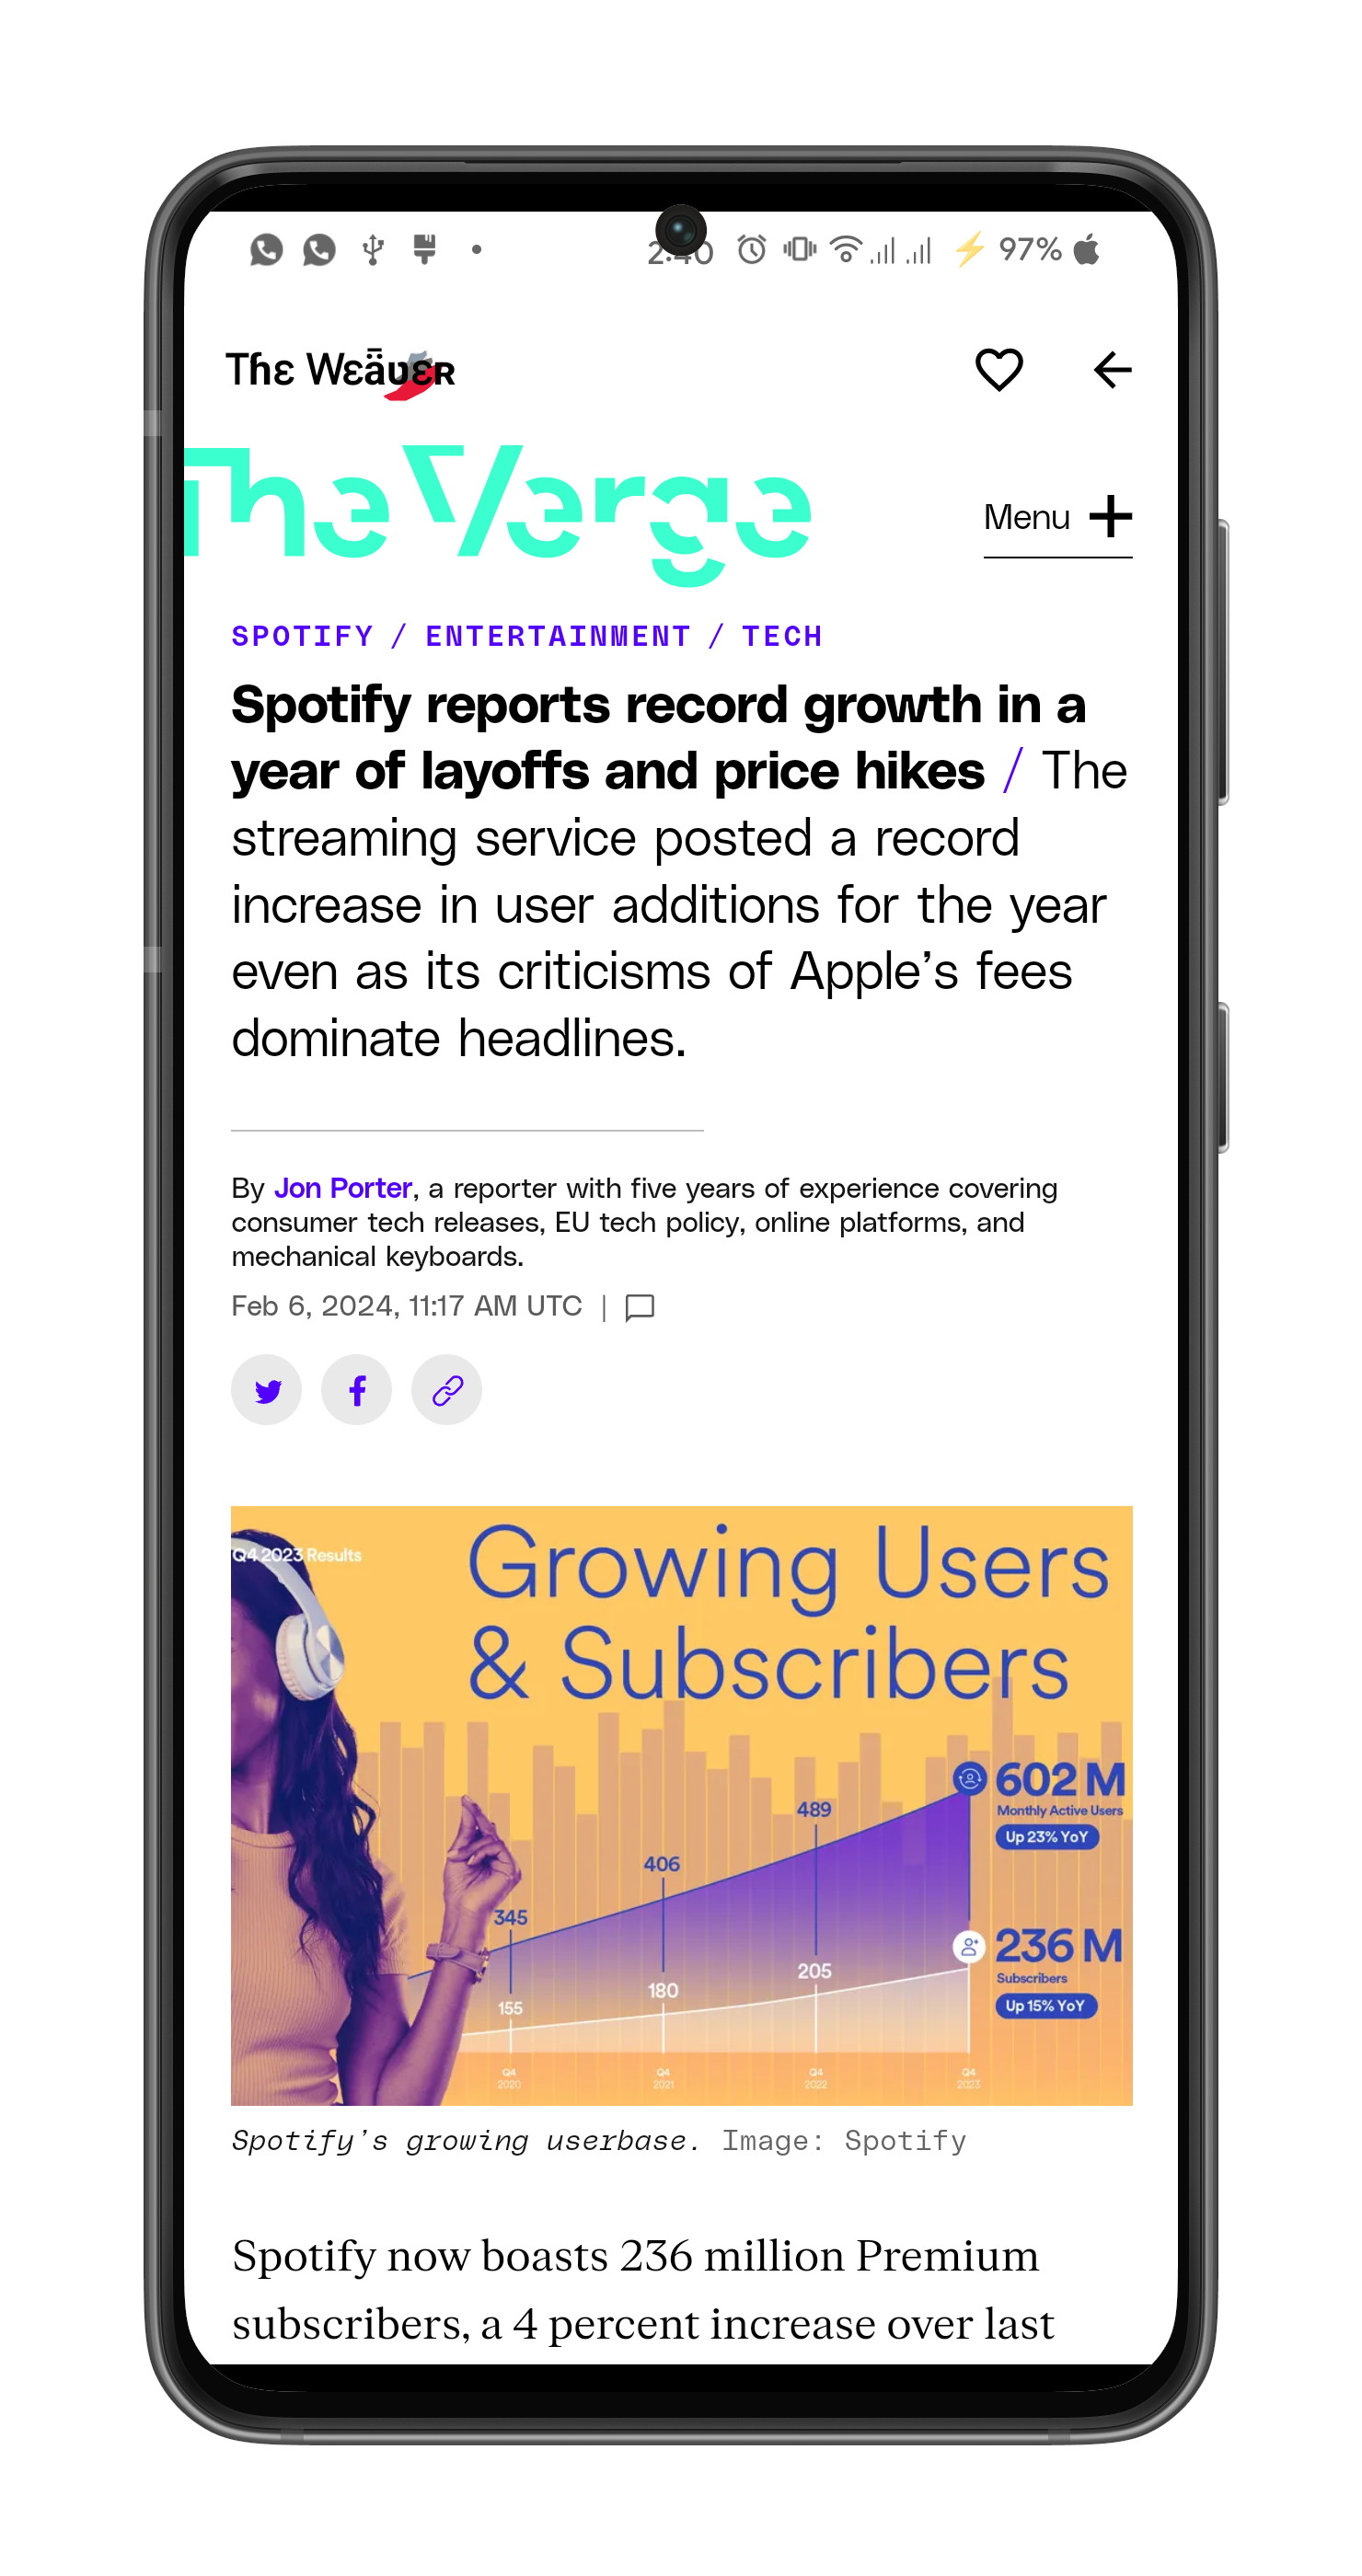 97%
Тђɛ Wɛǟʋɛʀ
The Verge
Menu
SPOTIFY / ENTERTAINMENT / TECH
Spotify reports record growth in a
year of layoffs and price hikes / The
streaming service posted a record
increase in user additions for the year
even as its criticisms of Apple’s fees
dominate headlines.
By Jon Porter, a reporter with five years of experience covering
consumer tech releases, EU tech policy, online platforms, and
mechanical keyboards.
Feb 6, 2024, 11:17 AM UTC |
Q4 2023 Results
Growing Users
& Subscribers
602 M
Monthly Active Users
Up 23% YoY
489
406
345
236 M
Subscribers
Up 15% YoY
205
180
155
Q4 Q4 Q4 Q4
2020 2021 2022 2023
Spotify’s growing userbase. Image: Spotify
Spotify now boasts 236 million Premium
subscribers, a 4 percent increase over last